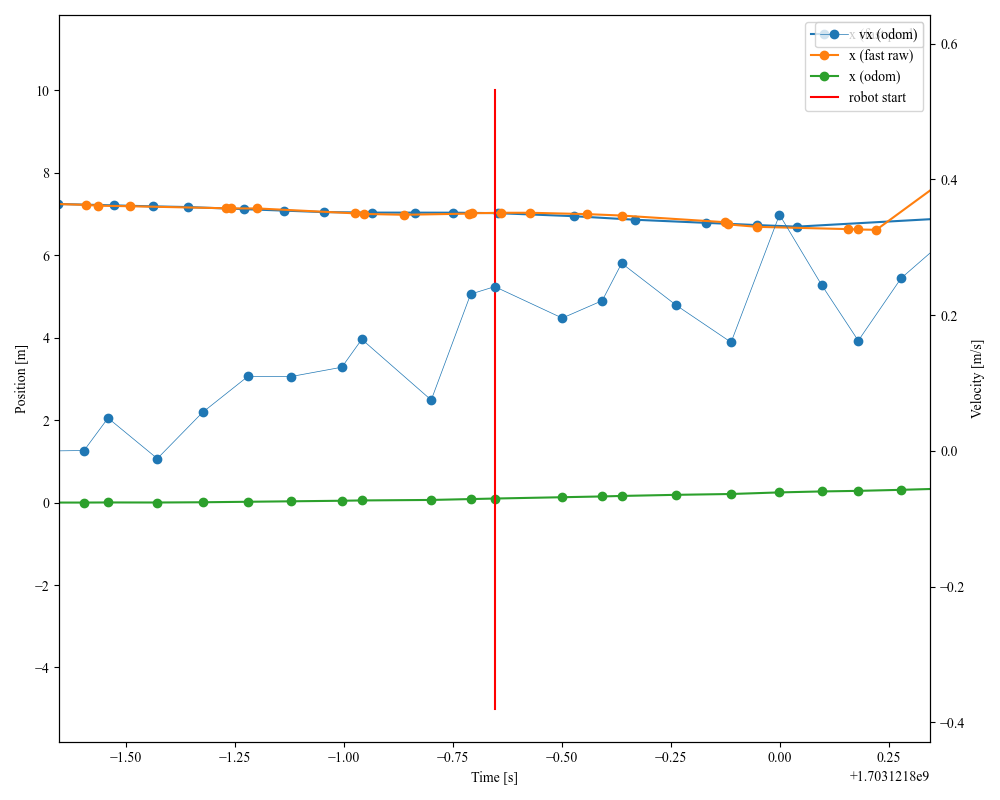 vx (odom)
x (fast raw)
x (odom)
robot start
10
8
6
4
2
0
−2
−4
Position [m]
0.6
0.4
0.2
0.0
−0.2
−0.4
Velocity [m/s]
−1.50
−1.25
−1.00
−0.75
−0.50
−0.25
0.00
0.25
Time [s]
+1.7031218e9